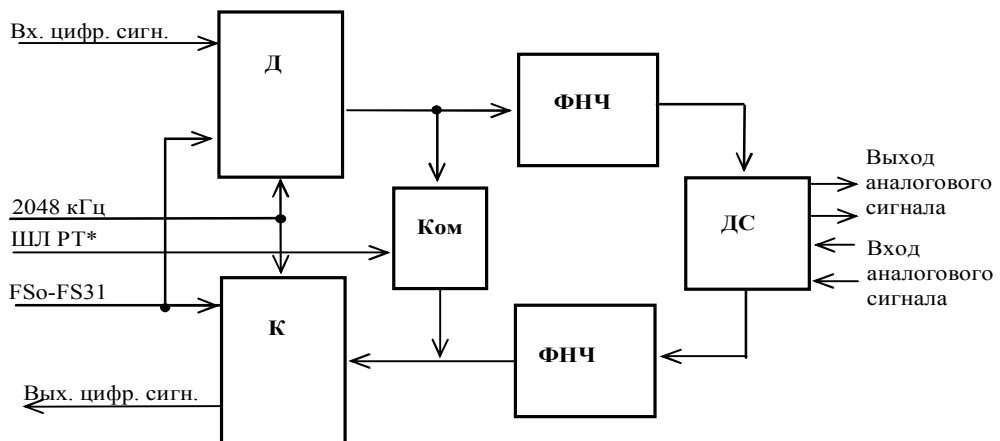 Вх. цифр. сигн.
Д
ФНЧ
Выход
аналогового
сигнала
2048 кГц
Ком
ДС
ШЛ РТ*
Вход
аналогового
сигнала
FSo-FS31
К
ФНЧ
Вых. цифр. сигн.